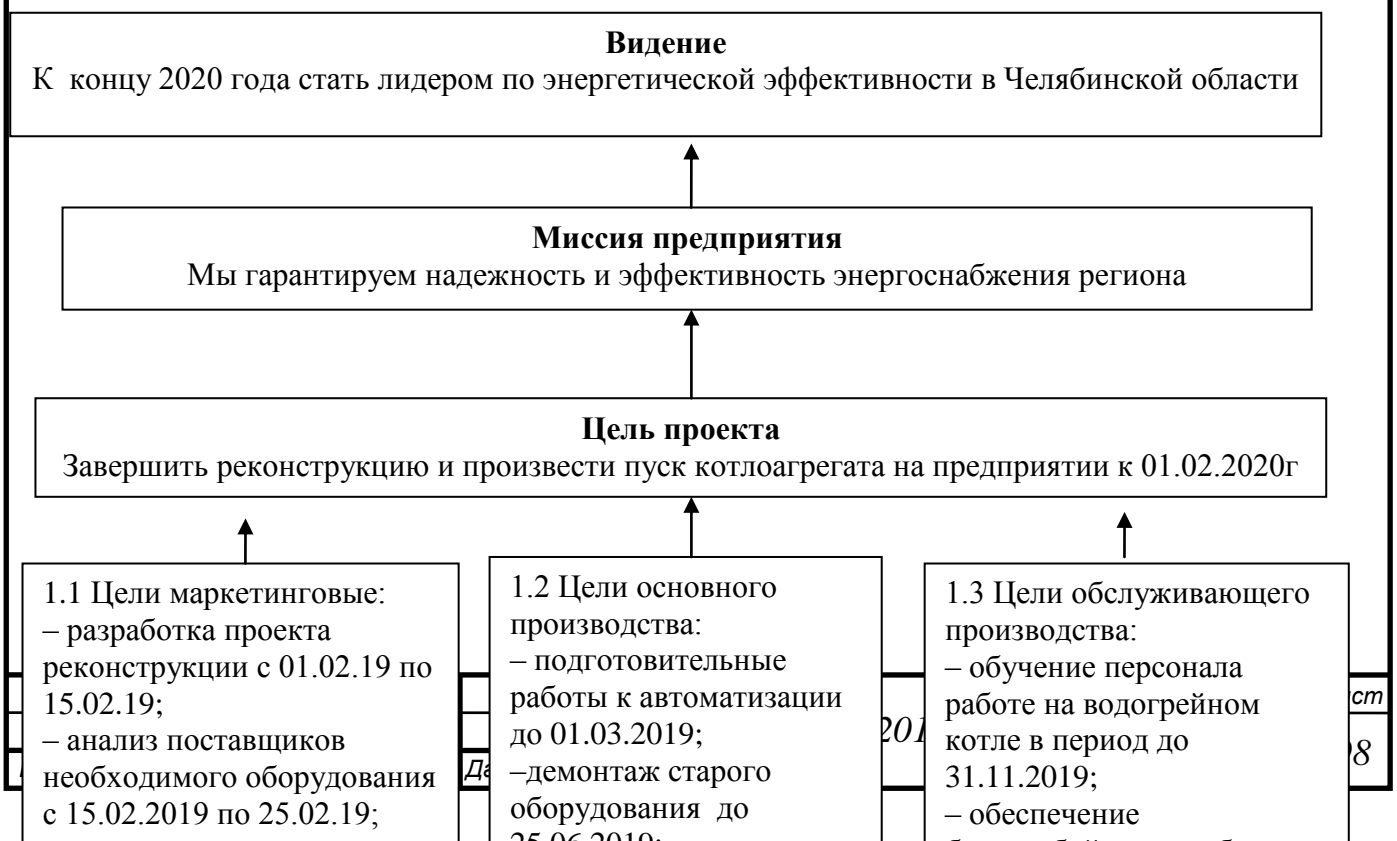 Видение
К концу 2020 года стать лидером по энергетической эффективности в Челябинской области
Миссия предприятия
Мы гарантируем надежность и эффективность энергоснабжения региона
Цель проекта
Завершить реконструкцию и произвести пуск котлоагрегата на предприятии к 01.02.2020г
1.1 Цели маркетинговые:
– разработка проекта
реконструкции с 01.02.19 по
15.02.19;
– анализ поставщиков
необходимого оборудования
с 15.02.2019 по 25.02.19;
1.2 Цели основного
производства:
– подготовительные
работы к автоматизации
до 01.03.2019;
–демонтаж старого
оборудования до
25.06.2019;
1.3 Цели обслуживающего
производства:
– обучение персонала
работе на водогрейном
котле в период до
31.11.2019;
– обеспечение